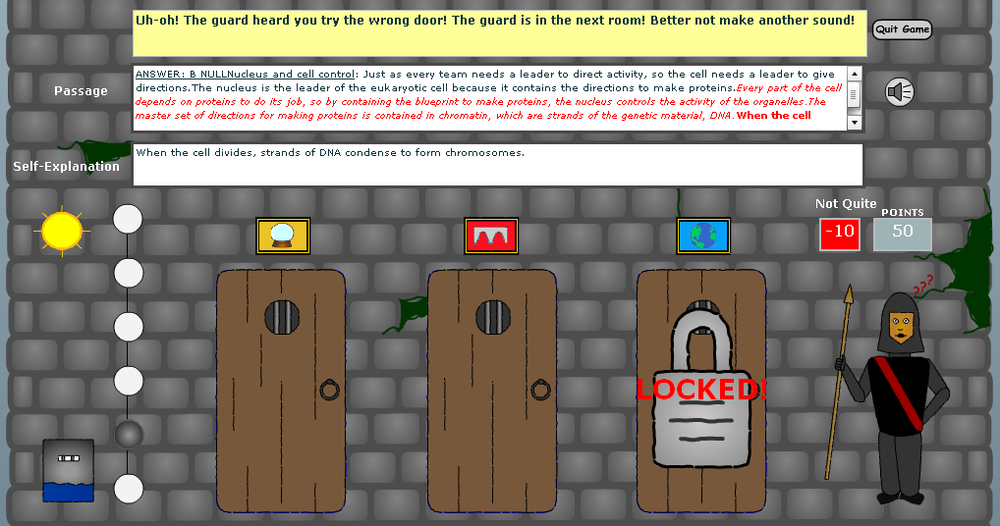 Uh-oh! The guard heard you try the wrong door! The guard is in the next room! Better not make another sound!
Quit Game
Passage
ANSWER: B NULLNucleus and cell control: Just as every team needs a leader to direct activity, so the cell needs a leader to give
directions.The nucleus is the leader of the eukaryotic cell because it contains the directions to make proteins.Every part of the cell
depends on proteins to do its job, so by containing the blueprint to make proteins, the nucleus controls the activity of the organelles.The
master set of directions for making proteins is contained in chromatin, which are strands of the genetic material, DNA.When the cell
Self-Explanation
When the cell divides, strands of DNA condense to form chromosomes.
Not Quite
POINTS
-10
50
???
LOCKED!